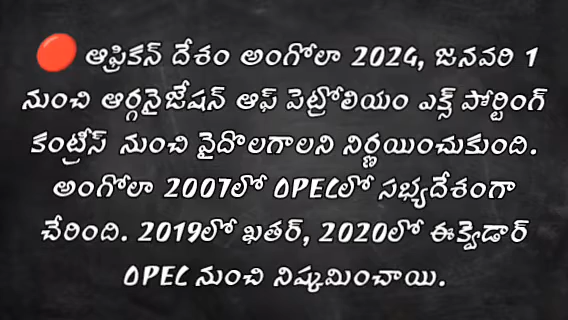 ఆఫ్రికన్ దేశం అంగోలా 2024, జనవరి 1
నుంచి ఆర్గనైజేషన్ ఆఫ్ పెట్రోలియం ఎక్స్ పోర్టింగ్
కంట్రీస్ నుంచి వైదొలగాలని నిర్ణయించుకుంది.
అంగోలా 2007లో OPECలో సభ్యదేశంగా
చేరింది. 2019లో ఖతర్, 2020లో ఈక్వెడార్
OPEC నుంచి నిష్క్రమించాయి.